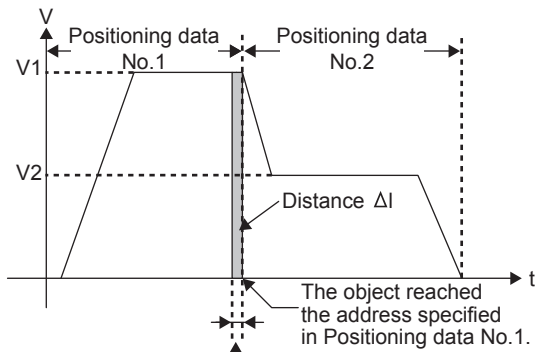 V
Positioning data
No.1
Positioning data
No.2
V1
V2
Distance Δl
t
The object reached
the address specified
in Positioning data No.1.